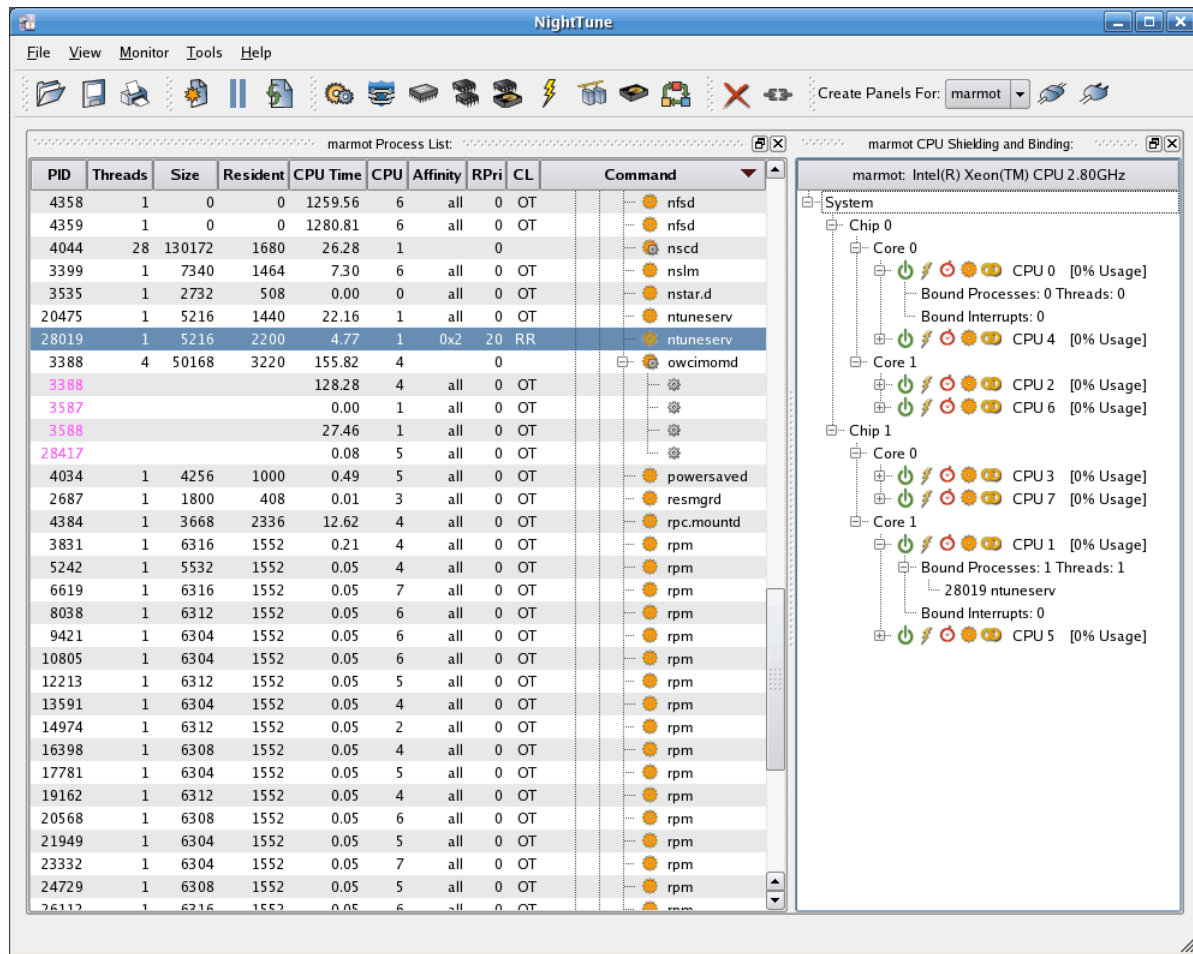 NightTune
File View Monitor Tools Help
Create Panels For: marmot
marmot Process List:
PID Threads Size Resident CPU Time CPU Affinity RPri CL Command
4358 1 0 0 1259.56 6 all 0 OT nfsd
4359 1 0 0 1280.81 6 all 0 OT nfsd
4044 28 130172 1680 26.28 1 0 nscd
3399 1 7340 1464 7.30 6 all 0 OT nslm
3535 1 2732 508 0.00 0 all 0 OT nstar.d
20475 1 5216 1440 22.16 1 all 0 OT ntuneserv
28019 1 5216 2200 4.77 1 0x2 20 RR ntuneserv
3388 4 50168 3220 155.82 4 0 owcimomd
3388 128.28 4 all 0 OT
3587 0.00 1 all 0 OT
3588 27.46 1 all 0 OT
28417 0.08 5 all 0 OT
4034 1 4256 1000 0.49 5 all 0 OT powersaved
2687 1 1800 408 0.01 3 all 0 OT resmgrd
4384 1 3668 2336 12.62 4 all 0 OT rpc.mountd
3831 1 6316 1552 0.21 4 all 0 OT rpm
5242 1 5532 1552 0.05 4 all 0 OT rpm
6619 1 6316 1552 0.05 7 all 0 OT rpm
8038 1 6312 1552 0.05 6 all 0 OT rpm
9421 1 6304 1552 0.05 6 all 0 OT rpm
10805 1 6304 1552 0.05 6 all 0 OT rpm
12213 1 6312 1552 0.05 5 all 0 OT rpm
13591 1 6304 1552 0.05 4 all 0 OT rpm
14974 1 6312 1552 0.05 2 all 0 OT rpm
16398 1 6308 1552 0.05 4 all 0 OT rpm
17781 1 6304 1552 0.05 5 all 0 OT rpm
19162 1 6312 1552 0.05 4 all 0 OT rpm
20568 1 6308 1552 0.05 6 all 0 OT rpm
21949 1 6304 1552 0.05 5 all 0 OT rpm
23332 1 6304 1552 0.05 7 all 0 OT rpm
24729 1 6308 1552 0.05 5 all 0 OT rpm
26112 1 6316 1552 0.05 6 all 0 OT rpm
marmot CPU Shielding and Binding:
marmot: Intel(R) Xeon(TM) CPU 2.80GHz
System
Chip 0
Core 0
CPU 0 [0% Usage]
Bound Processes: 0 Threads: 0
Bound Interrupts: 0
CPU 4 [0% Usage]
Core 1
CPU 2 [0% Usage]
CPU 6 [0% Usage]
Chip 1
Core 0
CPU 3 [0% Usage]
CPU 7 [0% Usage]
Core 1
CPU 1 [0% Usage]
Bound Processes: 1 Threads: 1
28019 ntuneserv
Bound Interrupts: 0
CPU 5 [0% Usage]